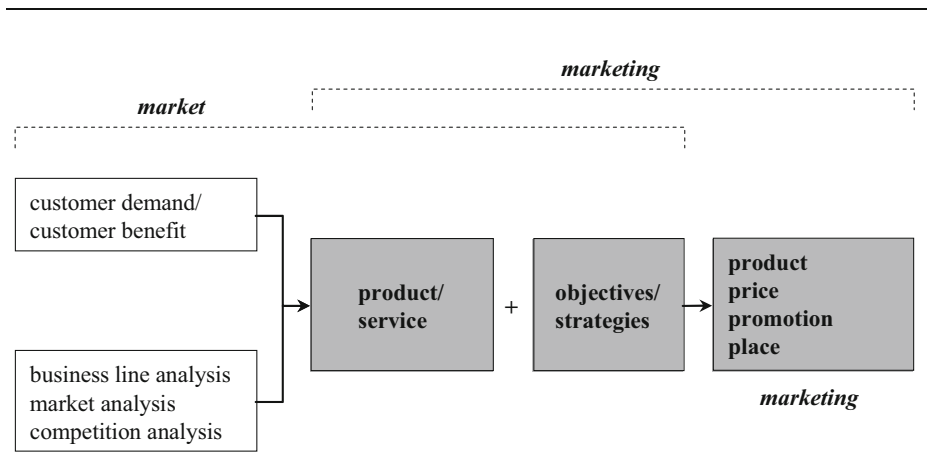 marketing
market
customer demand/
customer benefit
business line analysis
market analysis
competition analysis
product/
service
+
objectives/
strategies
product
price
promotion
place
marketing